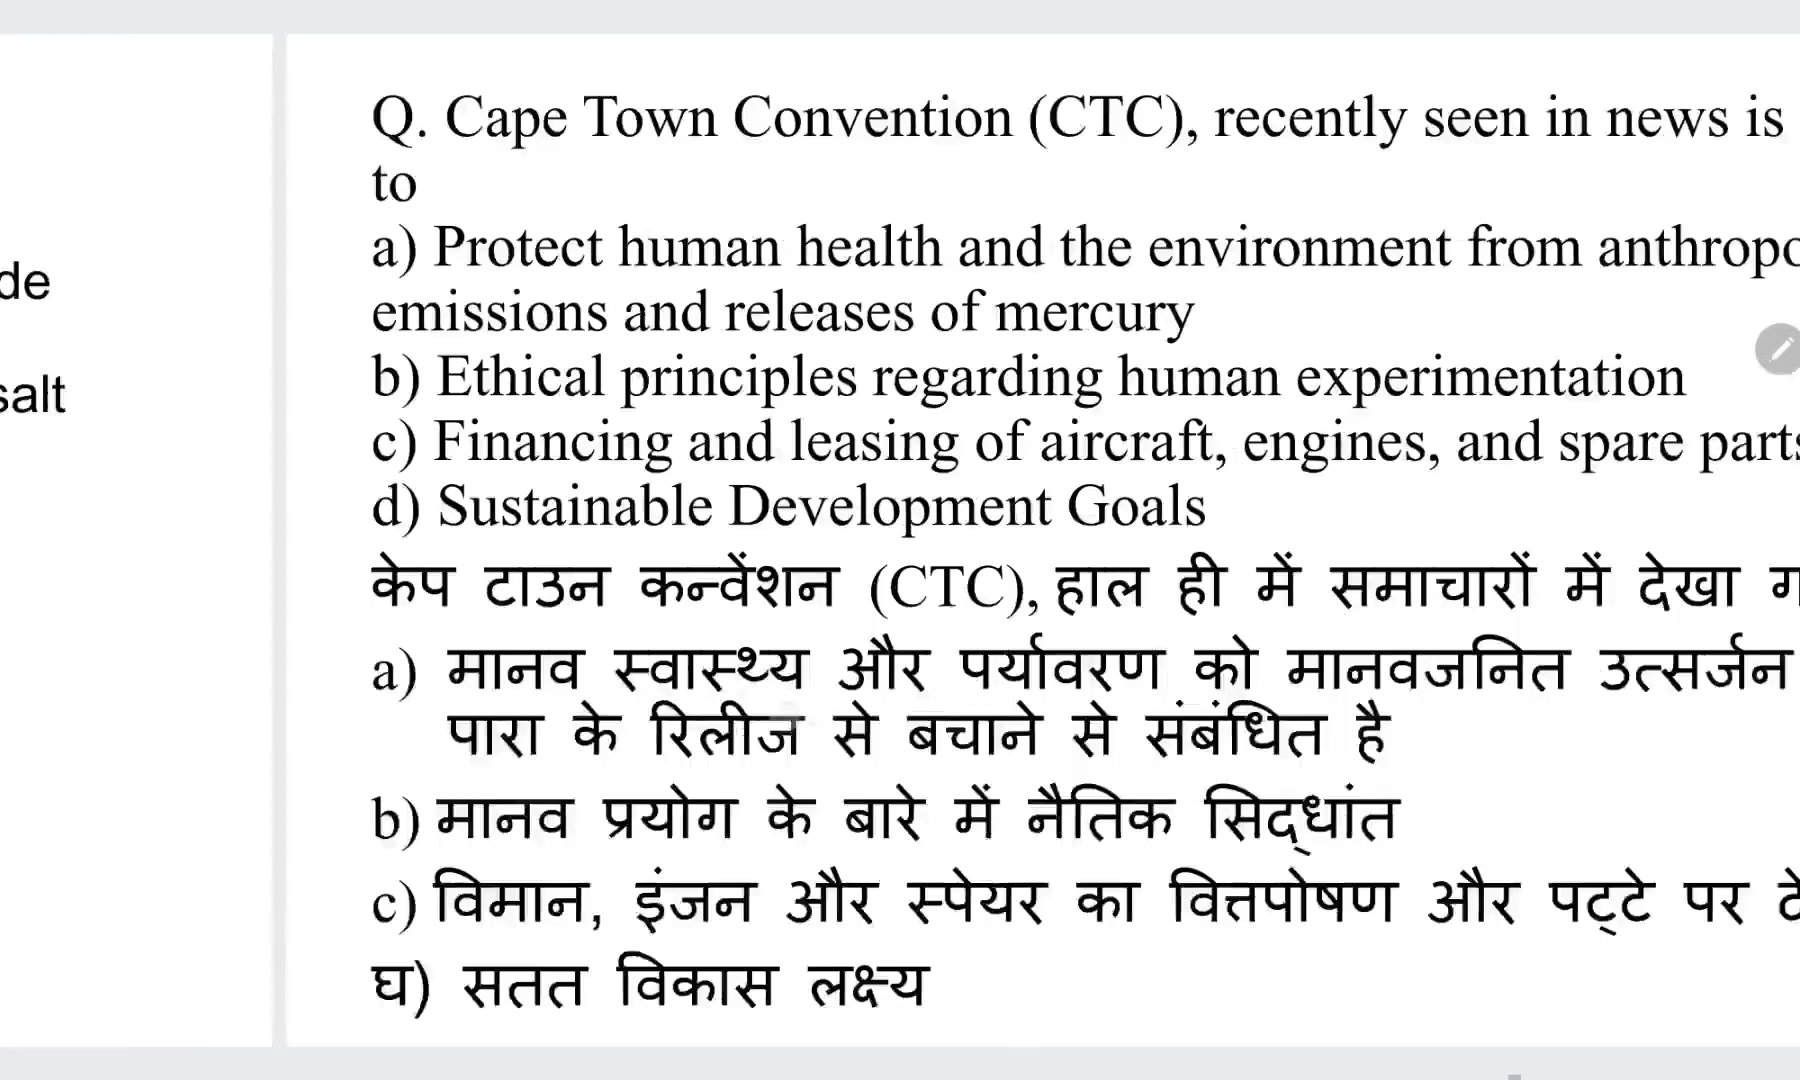 de
salt
Q. Cape Town Convention (CTC), recently seen in news is
to
a) Protect human health and the environment from
emissions and releases of mercury
b) Ethical principles regarding human experimentation
c) Financing and leasing of aircraft, engines, and spare parts
d) Sustainable Development Goals
केप टाउन कन्वेंशन (CTC), हाल ही में समाचारों में देखा
a) मानव स्वास्थ्य और पर्यावरण को मानवजनित उत्सर्जन
पारा के रिलीज से बचाने से संबंधित है
b) मानव प्रयोग के बारे में नैतिक सिद्धांत
c) विमान, इंजन और स्पेयर का वित्तपोषण और पट्टे पर
घ) सतत विकास लक्ष्य